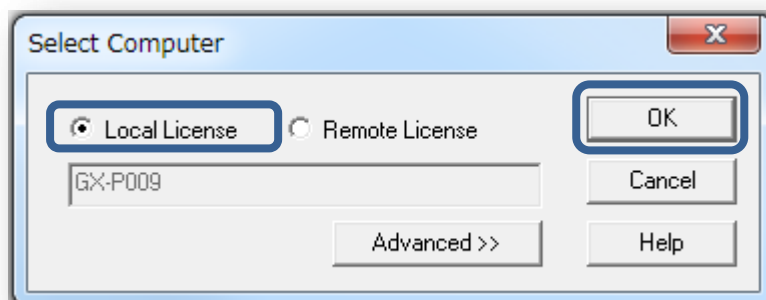 Select Computer
Local License
Remote License
OK
GX-P009
Cancel
Advanced >>
Help